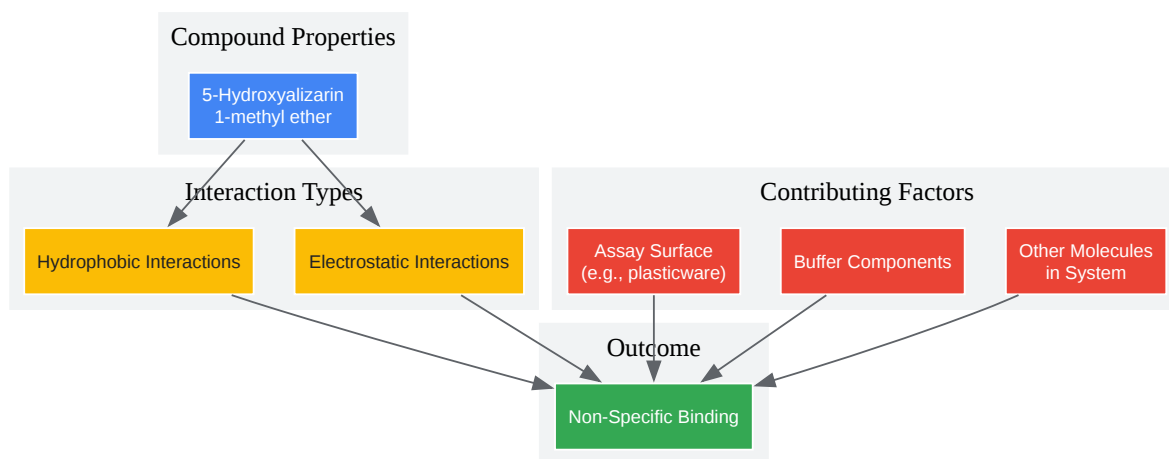 Compound Properties
5-Hydroxyalizarin
1-methyl ether
Interaction Types
Hydrophobic Interactions
Electrostatic Interactions
Contributing Factors
Assay Surface
(e.g., plasticware)
Buffer Components
Other Molecules
in System
Outcome
Non-Specific Binding